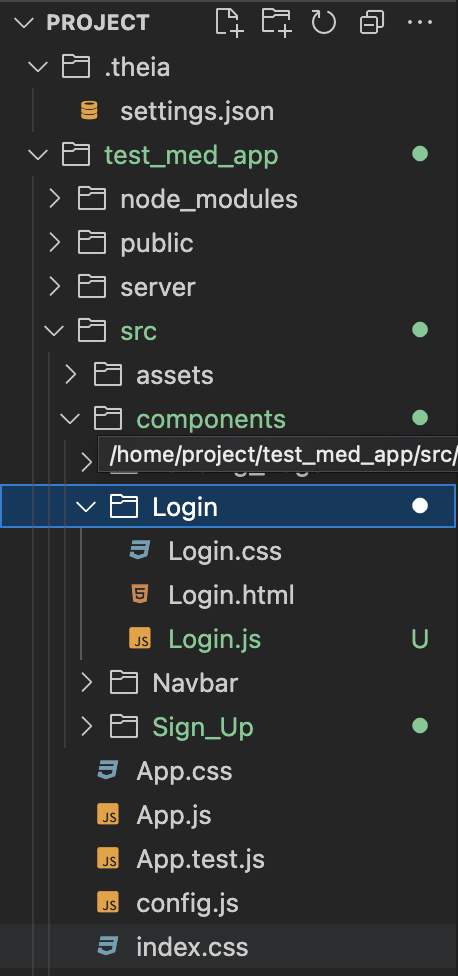 PROJECT
.theia
settings.json
test_med_app
node_modules
public
server
src
assets
components
/home/project/test_med_app/src/
Login
Login.css
Login.html
Login.js U
Navbar
Sign_Up
App.css
App.js
App.test.js
config.js
index.css